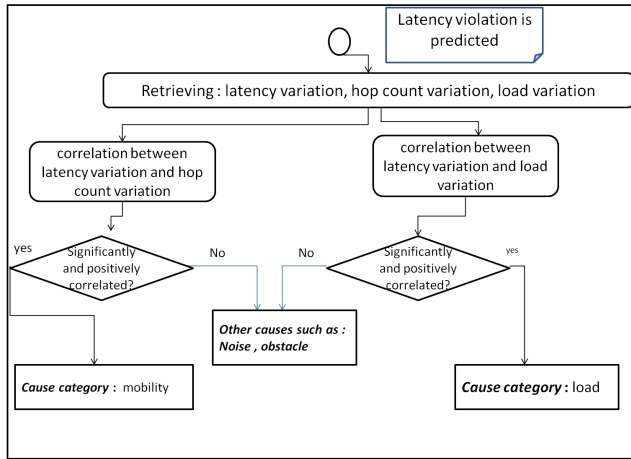 Latency violation is
predicted
Retrieving : latency variation, hop count variation, load variation
correlation between
latency variation and hop
count variation
correlation between
latency variation and load
variation
yes
Significantly
and positively
correlated?
No
No
Significantly
and positively
correlated?
yes
Other causes such as :
Noise , obstacle
Cause category : mobility
Cause category : load